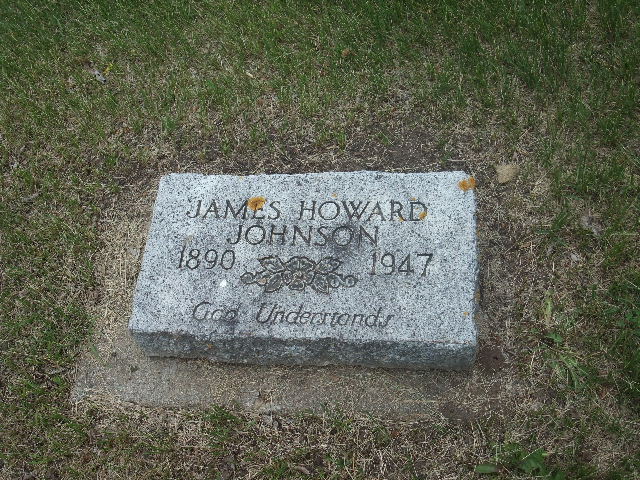 JAMES HOWARD
JOHNSON
1890 1947
God Understands